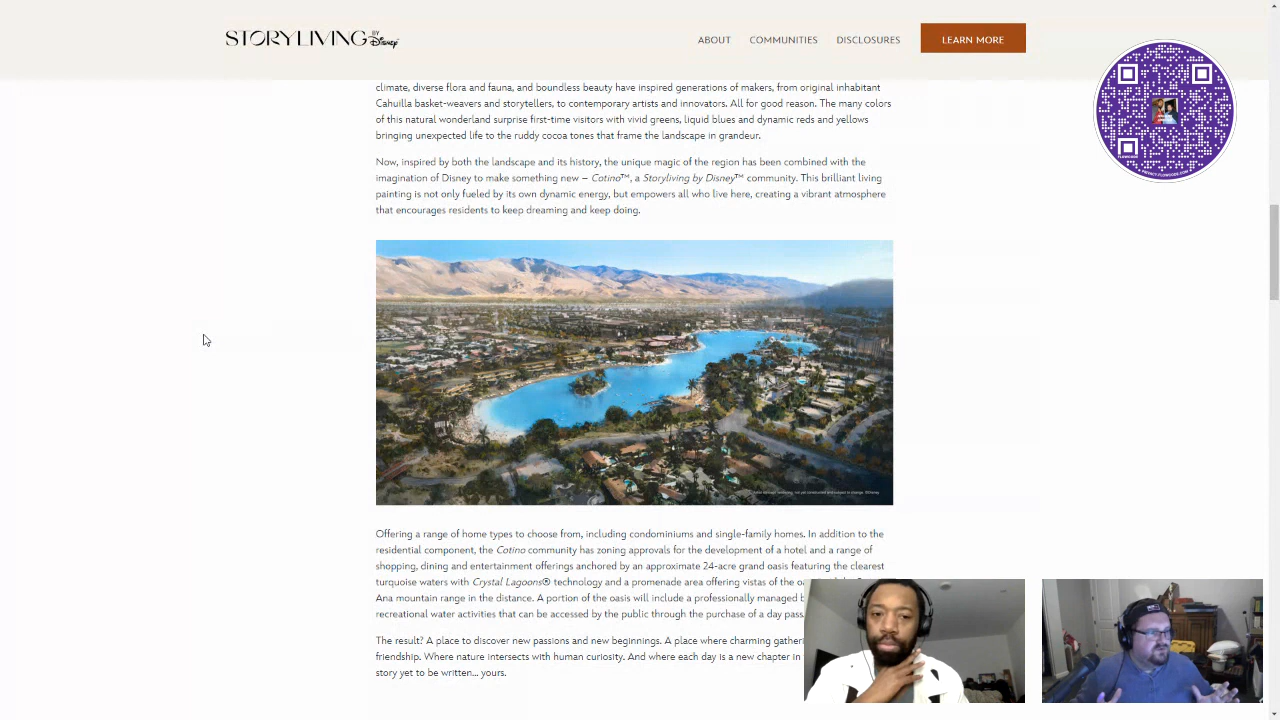 STORYLIVING BY Disney
ABOUT COMMUNITIES DISCLOSURES LEARN MORE
climate, diverse flora and fauna, and boundless beauty have inspired generations of makers, from original inhabitant
Cahuilla basket-weavers and storytellers, to contemporary artists and innovators. All for good reason. The many colors
of the native land surprise first-time visitors with vivid greens, liquid blues and dynamic reds and yellows
bringing unexpected life to the ruddy cocoa tones that frame the landscape in grandeur.
Now, inspired by both the landscape and its history, the unique magic of the region has been combined with the
imagination of Disney to make something new – Cotino™, a Storyliving by Disney™ community. This brilliant living
painting is not only fueled by its own dynamic energy, but empowers all who live here, creating a vibrant atmosphere
that encourages residents to keep dreaming and keep doing.
Offering a range of home types to choose from, including condominiums and single-family homes. In addition to the
residential component, the Cotino community has zoning approvals for the development of a hotel and a range of
shopping, dining and entertainment offerings anchored by an approximate 24-acre grand oasis featuring the clearest
turquoise waters with Crystal Lagoons® technology and a promenade area offering vistas of the
Ana mountain range in the distance. A portion of the oasis will include a professionally managed
recreational water activities that can be accessed by the public through the purchase of a day pass.
The result? A place to discover new passions and new beginnings. A place where charming
friendship. Where nature intersects with human curiosity. And where each day is a new chapter in
story yet to be written... yours.